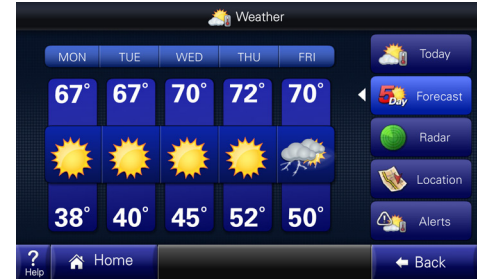 Weather
MON TUE WED THU FRI
67° 67° 70° 72° 70°
38° 40° 45° 52° 50°
Today
5 Day Forecast
Radar
Location
Alerts
? Help
Home
Back